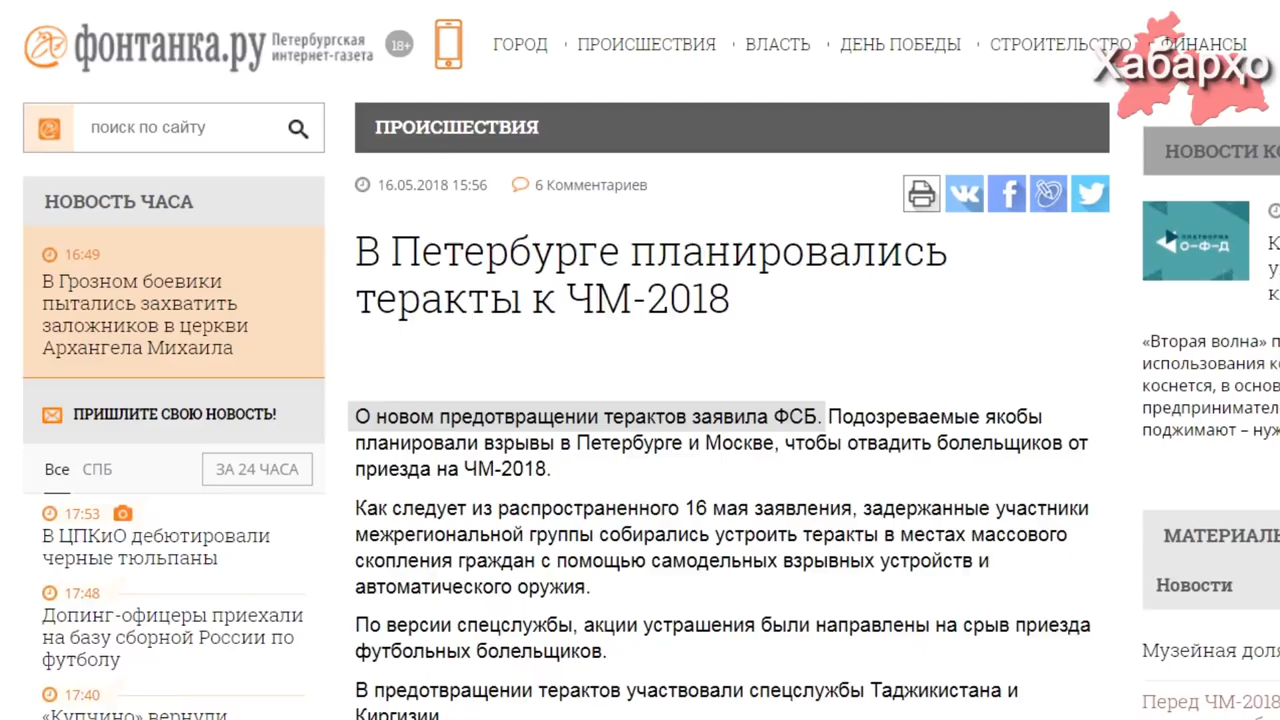 фонтанка.ру
Петербургская
интернет-газета
18+
ГОРОД
ПРОИСШЕСТВИЯ
ВЛАСТЬ
ДЕНЬ ПОБЕДЫ
СТРОИТЕЛЬСТВО
ФИНАНСЫ
Хабарҳо
поиск по сайту
НОВОСТЬ ЧАСА
16:49
В Грозном боевики
пытались захватить
заложников в церкви
Архангела Михаила
ПРИШЛИТЕ СВОЮ НОВОСТЬ!
Все СПБ
ЗА 24 ЧАСА
17:53
В ЦПКиО дебютировали
черные тюльпаны
17:48
Допинг-офицеры приехали
на базу сборной России по
футболу
17:40
«Купчино» вернули
ПРОИСШЕСТВИЯ
16.05.2018 15:56
6 Комментариев
В Петербурге планировались
теракты к ЧМ-2018
О новом предотвращении терактов заявила ФСБ. Подозреваемые якобы
планировали взрывы в Петербурге и Москве, чтобы отвадить болельщиков от
приезда на ЧМ-2018.
Как следует из распространенного 16 мая заявления, задержанные участники
межрегиональной группы собирались устроить теракты в местах массового
скопления граждан с помощью самодельных взрывных устройств и
автоматического оружия.
По версии спецслужбы, акции устрашения были направлены на срыв приезда
футбольных болельщиков.
В предотвращении терактов участвовали спецслужбы Таджикистана и
Киргизии.
НОВОСТИ
ПЛАТФОРМА
О-Ф-Д
«Вторая волна»
использования
коснется, в
поджимают –
Новости
Музейная
Перед ЧМ-2018